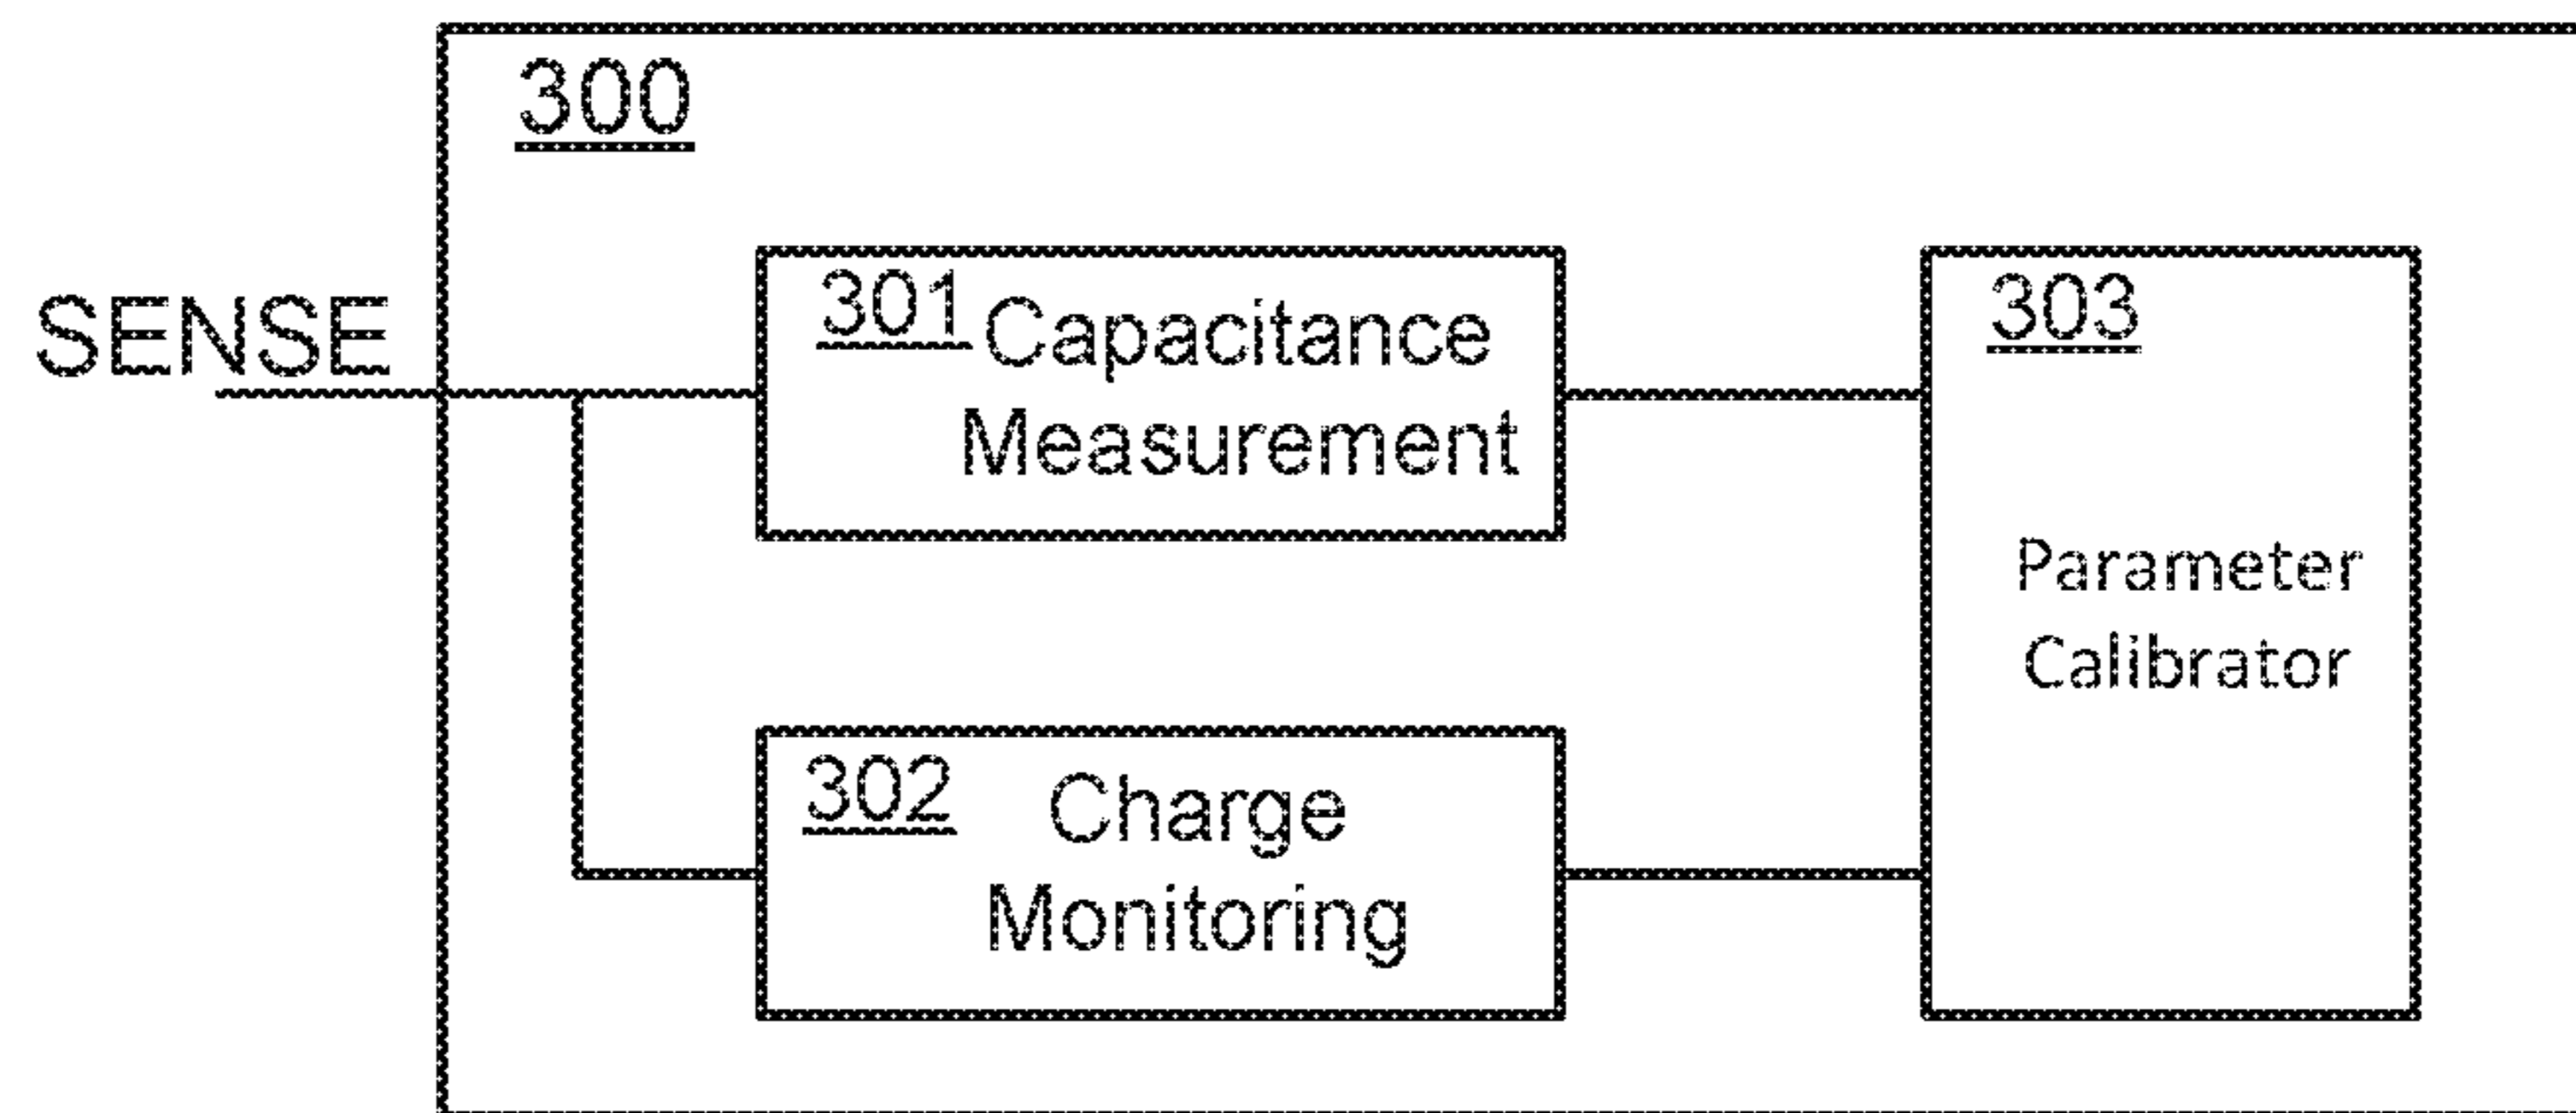 300
SENSE
301 Capacitance
Measurement
302 Charge
Monitoring
303
Parameter
Calibrator